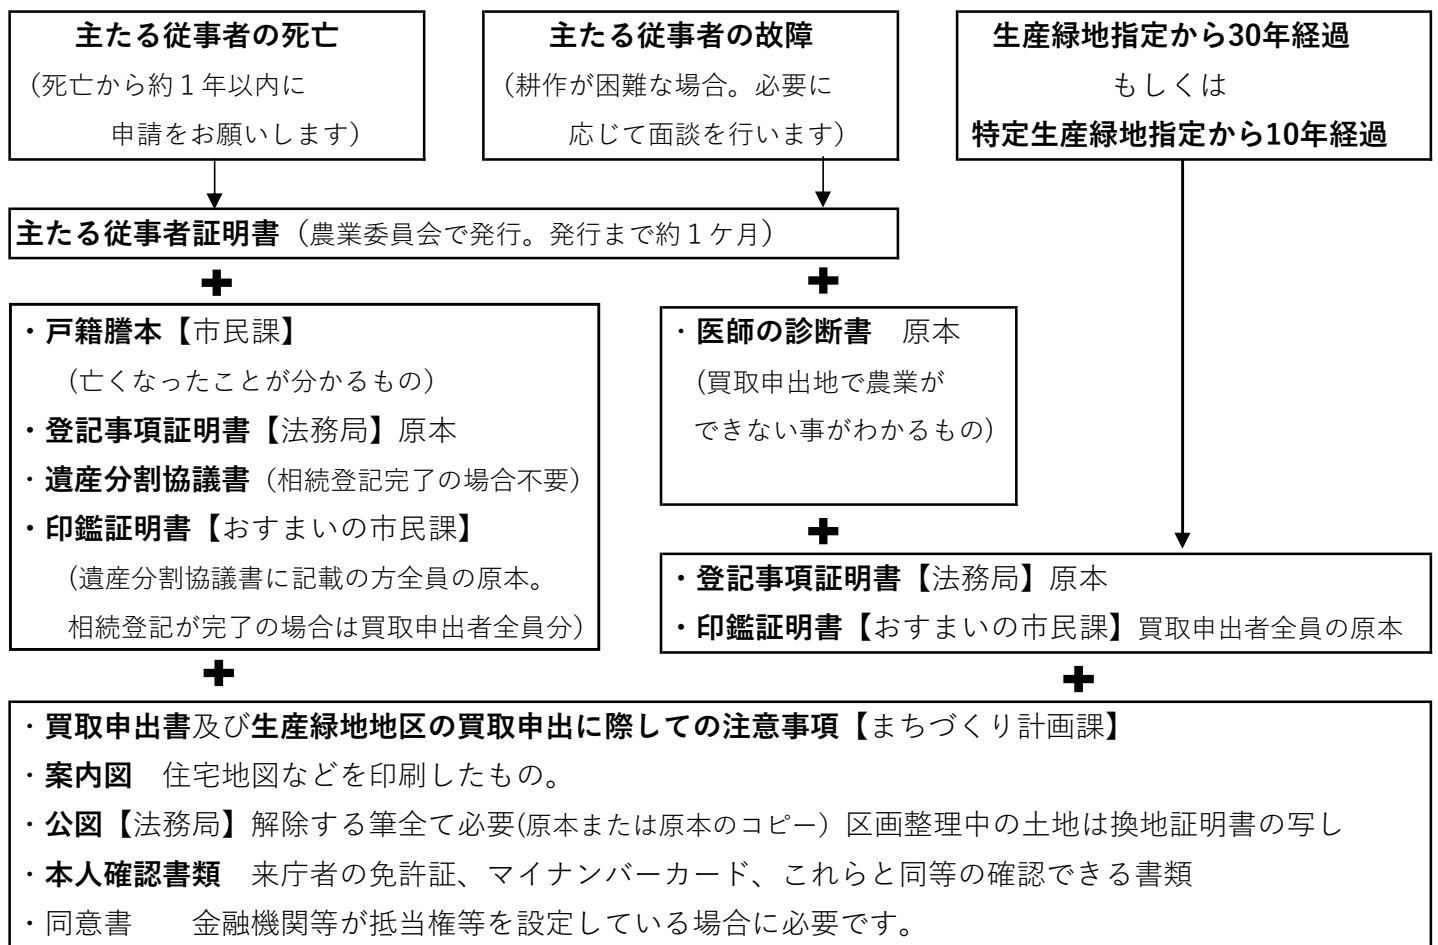 主たる従事者の死亡
(死亡から約１年以内に
申請をお願いします)
主たる従事者の故障
(耕作が困難な場合。必要に
応じて面談を行います)
生産緑地指定から30年経過
もしくは
特定生産緑地指定から10年経過
主たる従事者証明書（農業委員会で発行。発行まで約１ケ月）
・戸籍謄本【市民課】
(亡くなったことが分かるもの)
・登記事項証明書【法務局】原本
・遺産分割協議書（相続登記完了の場合不要）
・印鑑証明書【おすまいの市民課】
(遺産分割協議書に記載の方全員の原本。
相続登記が完了の場合は買取申出者全員分)
・医師の診断書　原本
(買取申出地で農業が
できない事がわかるもの)
・登記事項証明書【法務局】原本
・印鑑証明書【おすまいの市民課】買取申出者全員の原本
・買取申出書及び生産緑地地区の買取申出に際しての注意事項【まちづくり計画課】
・案内図　住宅地図などを印刷したもの。
・公図【法務局】解除する筆全て必要(原本または原本のコピー）区画整理中の土地は換地証明書の写し
・本人確認書類　来庁者の免許証、マイナンバーカード、これらと同等の確認できる書類
・同意書　　金融機関等が抵当権等を設定している場合に必要です。